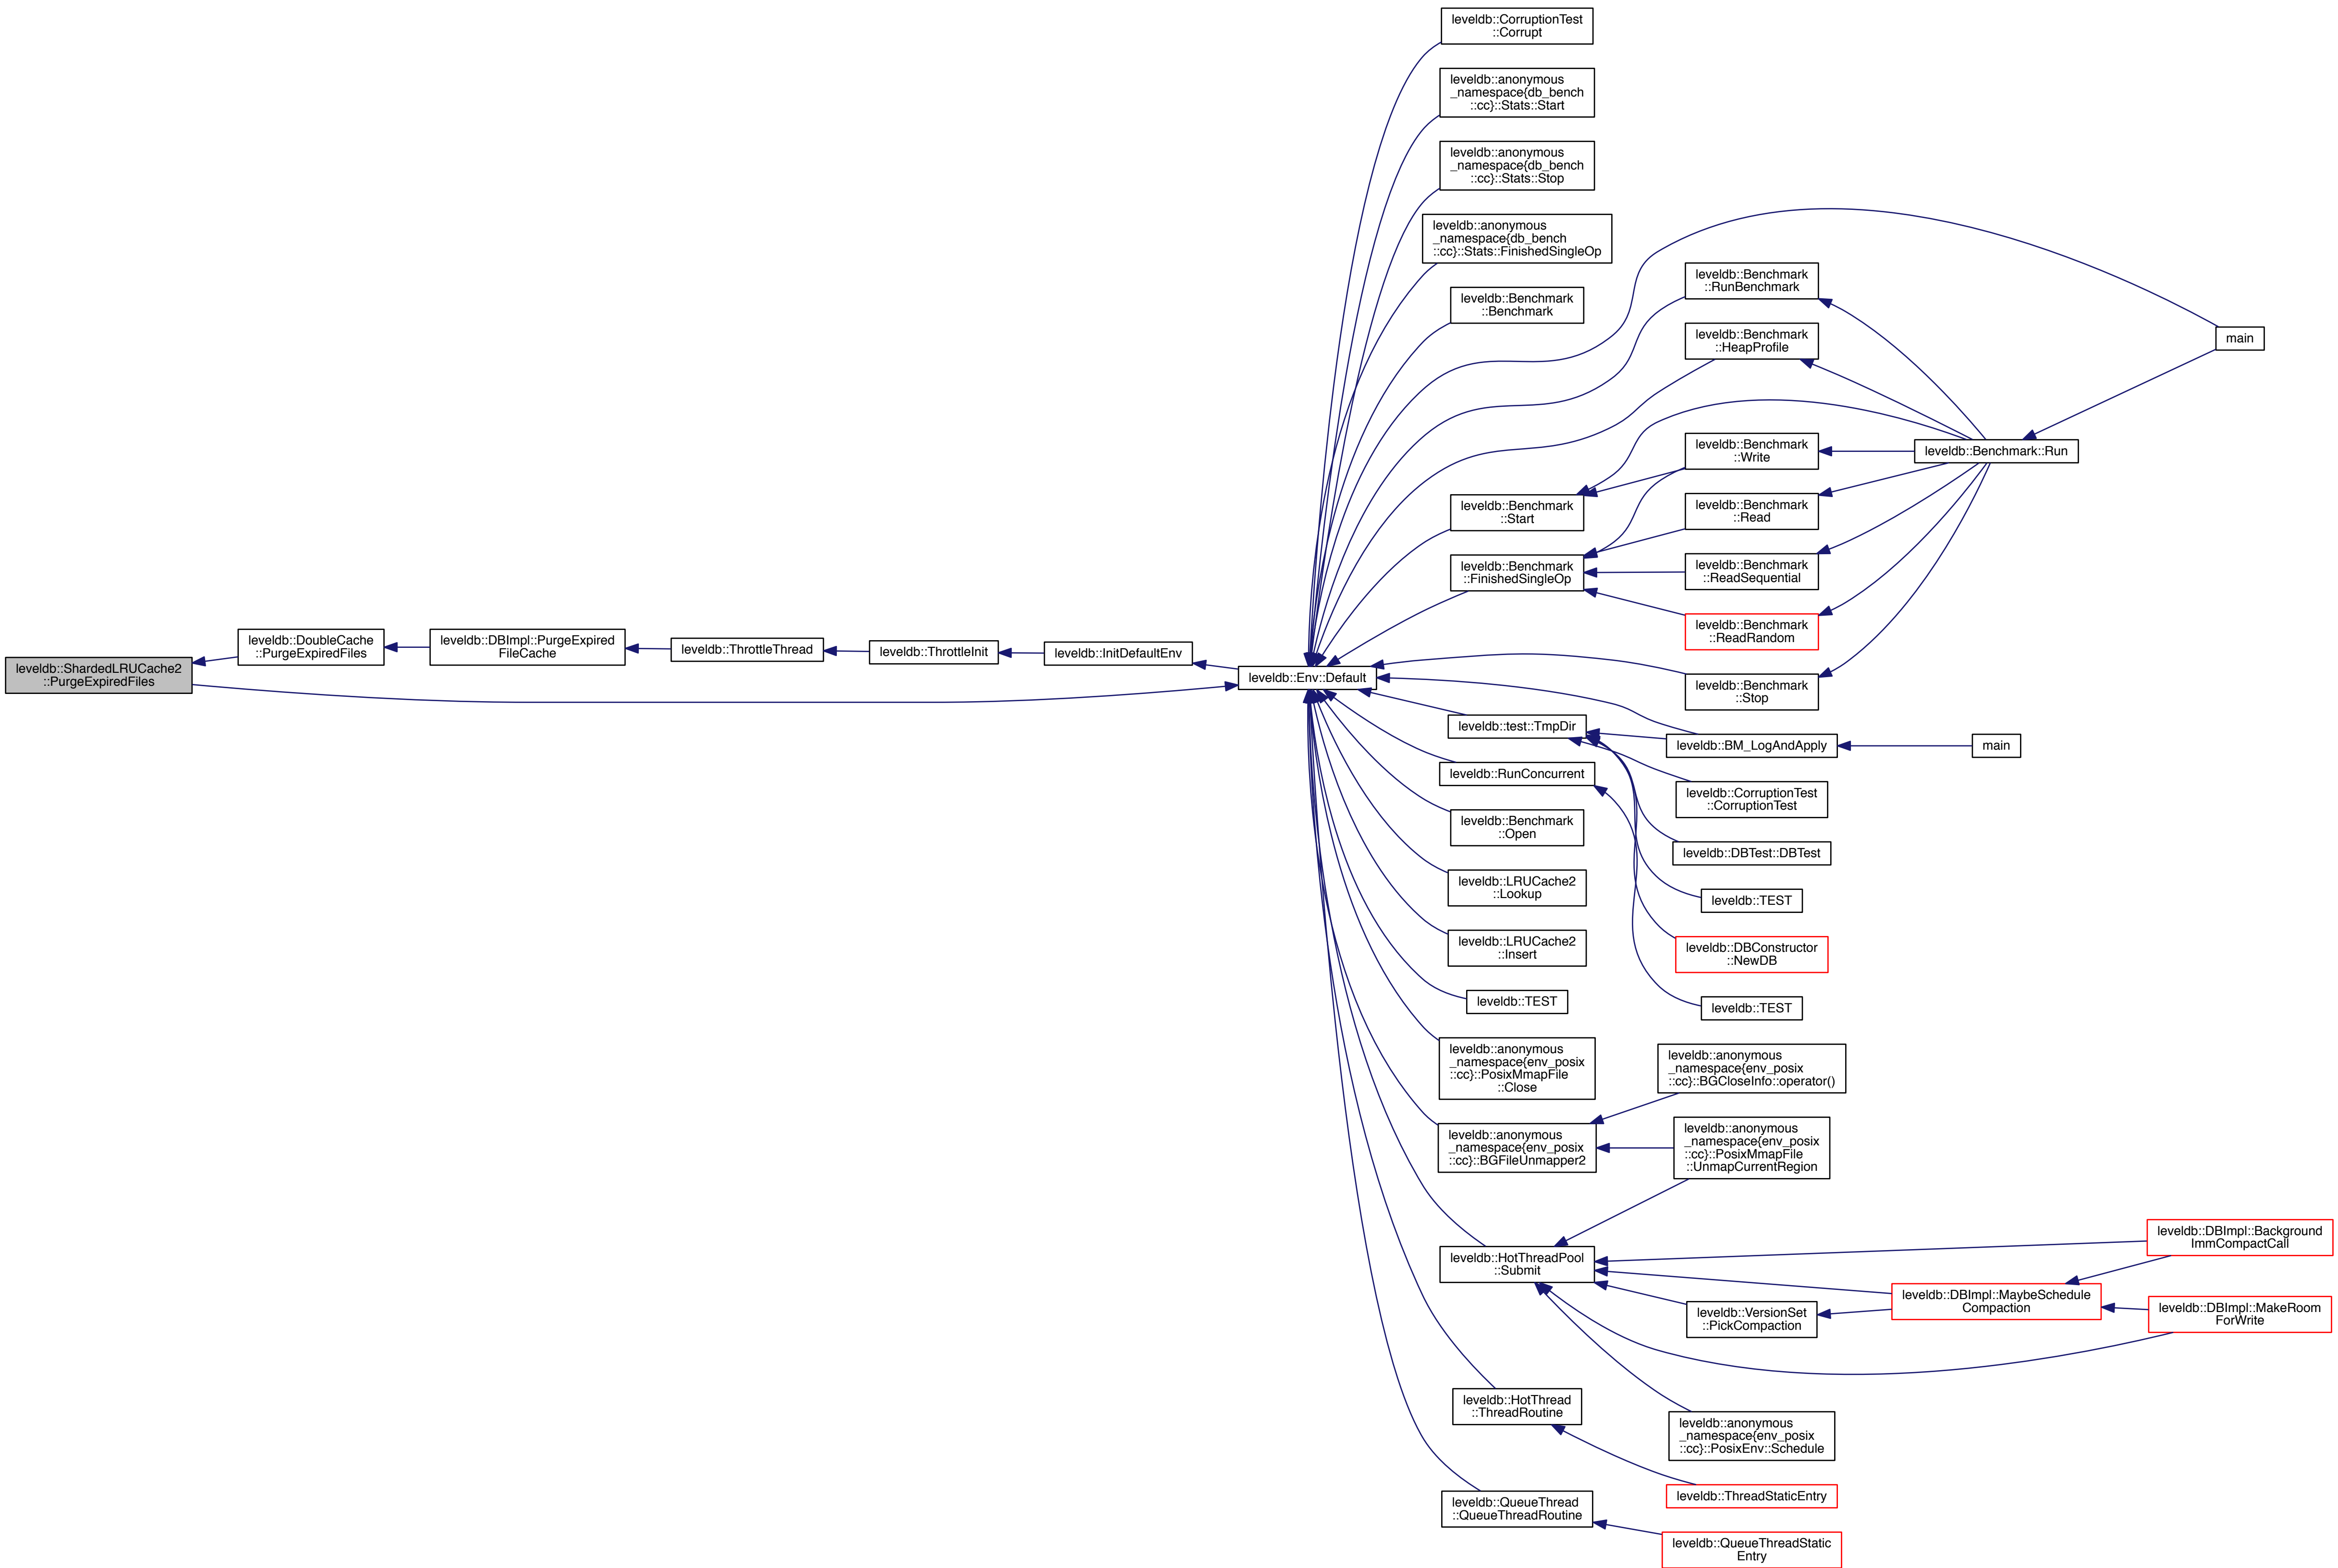 leveldb::ShardedLRUCache2
::PurgeExpiredFiles
leveldb::DoubleCache
::PurgeExpiredFiles
leveldb::DBImpl::PurgeExpired
FileCache
leveldb::ThrottleThread
leveldb::ThrottleInit
leveldb::InitDefaultEnv
leveldb::Env::Default
leveldb::CorruptionTest
::Corrupt
leveldb::anonymous
_namespace{db_bench
::cc}::Stats::Start
leveldb::anonymous
_namespace{db_bench
::cc}::Stats::Stop
leveldb::anonymous
_namespace{db_bench
::cc}::Stats::FinishedSingleOp
leveldb::Benchmark
::Benchmark
leveldb::Benchmark
::Start
leveldb::Benchmark
::FinishedSingleOp
leveldb::test::TmpDir
leveldb::RunConcurrent
leveldb::Benchmark
::Open
leveldb::LRUCache2
::Lookup
leveldb::LRUCache2
::Insert
leveldb::TEST
leveldb::anonymous
_namespace{env_posix
::cc}::PosixMmapFile
::Close
leveldb::anonymous
_namespace{env_posix
::cc}::BGFileUnmapper2
leveldb::HotThreadPool
::Submit
leveldb::HotThread
::ThreadRoutine
leveldb::QueueThread
::QueueThreadRoutine
leveldb::Benchmark
::RunBenchmark
leveldb::Benchmark
::HeapProfile
leveldb::Benchmark
::Write
leveldb::Benchmark
::Read
leveldb::Benchmark
::ReadSequential
leveldb::Benchmark
::ReadRandom
leveldb::Benchmark
::Stop
leveldb::BM_LogAndApply
leveldb::CorruptionTest
::CorruptionTest
leveldb::DBTest::DBTest
leveldb::TEST
leveldb::DBConstructor
::NewDB
leveldb::TEST
leveldb::anonymous
_namespace{env_posix
::cc}::BGCloseInfo::operator()
leveldb::anonymous
_namespace{env_posix
::cc}::PosixMmapFile
::UnmapCurrentRegion
leveldb::VersionSet
::PickCompaction
leveldb::anonymous
_namespace{env_posix
::cc}::PosixEnv::Schedule
leveldb::ThreadStaticEntry
leveldb::QueueThreadStatic
Entry
leveldb::Benchmark::Run
main
leveldb::DBImpl::MaybeSchedule
Compaction
main
leveldb::DBImpl::Background
ImmCompactCall
leveldb::DBImpl::MakeRoom
ForWrite